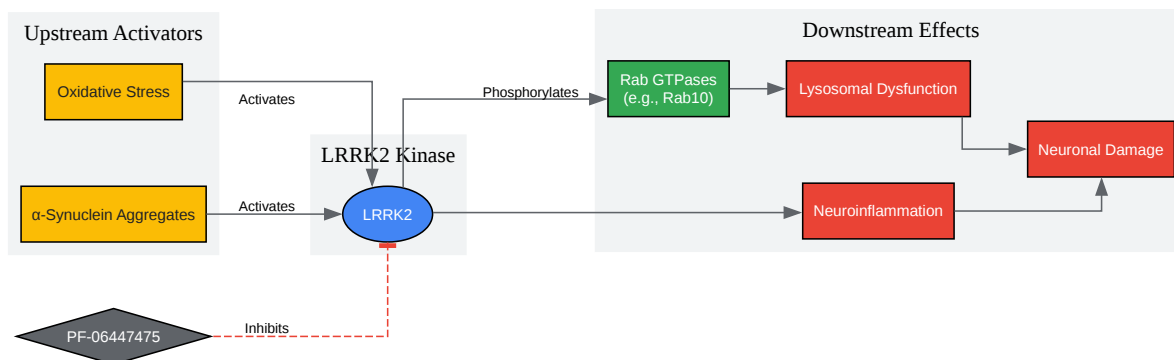 Upstream Activators
Oxidative Stress
Activates
α-Synuclein Aggregates
Activates
LRRK2 Kinase
LRRK2
PF-06447475
Inhibits
Phosphorylates
Downstream Effects
Rab GTPases
(e.g., Rab10)
Lysosomal Dysfunction
Neuronal Damage
Neuroinflammation